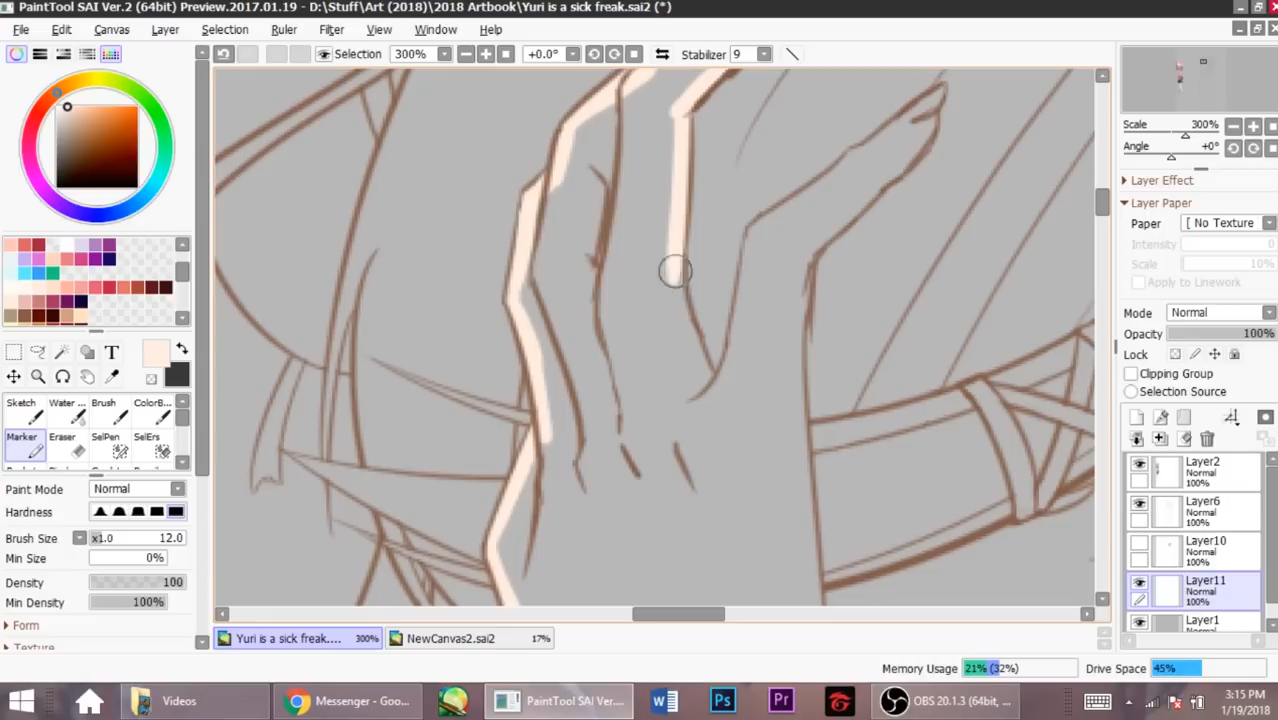 PaintTool SAI Ver.2 (64bit) Preview.2017.01.19 - D:\Stuff\Art (2018)\2018 Artbook\Yuri is a sick freak.sai2 (*)
File Edit Canvas Layer Selection Ruler Filter View Window Help
Selection 300% +0.0° Stabilizer 9
Scale 300%
Angle +0°
Layer Effect
Layer Paper
Paper [ No Texture
Intensity 0
Scale 10%
Apply to Linework
Mode Normal
Opacity 100%
Lock
Clipping Group
Selection Source
T
Sketch Water ... Brush ColorB...
Marker Eraser SelPen SelErs
Paint Mode Normal
Hardness
Brush Size x1.0 12.0
Min Size 0%
Density 100
Min Density 100%
Form
Texture
Layer2
Normal
100%
Layer6
Normal
100%
Layer10
Normal
100%
Layer11
Normal
100%
Layer1
Yuri is a sick freak.... 300% NewCanvas2.sai2 17%
Memory Usage 21% (32%) Drive Space 45%
Videos Messenger - Goo... PaintTool SAI Ver.... W Ps Pr OBS 20.1.3 (64bit, ...
3:15 PM
1/19/2018